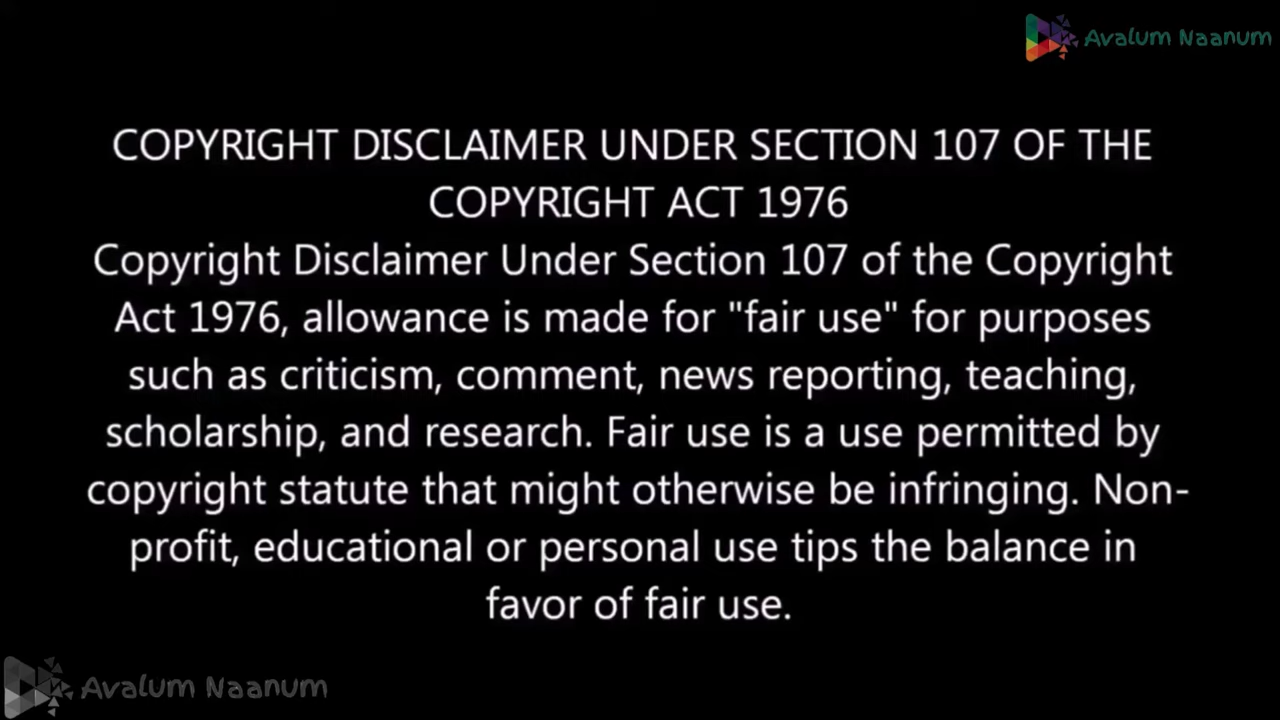 Avalum Naanum
COPYRIGHT DISCLAIMER UNDER SECTION 107 OF THE
COPYRIGHT ACT 1976
Copyright Disclaimer Under Section 107 of the Copyright
Act 1976, allowance is made for "fair use" for purposes
such as criticism, comment, news reporting, teaching,
scholarship, and research. Fair use is a use permitted by
copyright statute that might otherwise be infringing. Non-
profit, educational or personal use tips the balance in
favor of fair use.
Avalum Naanum